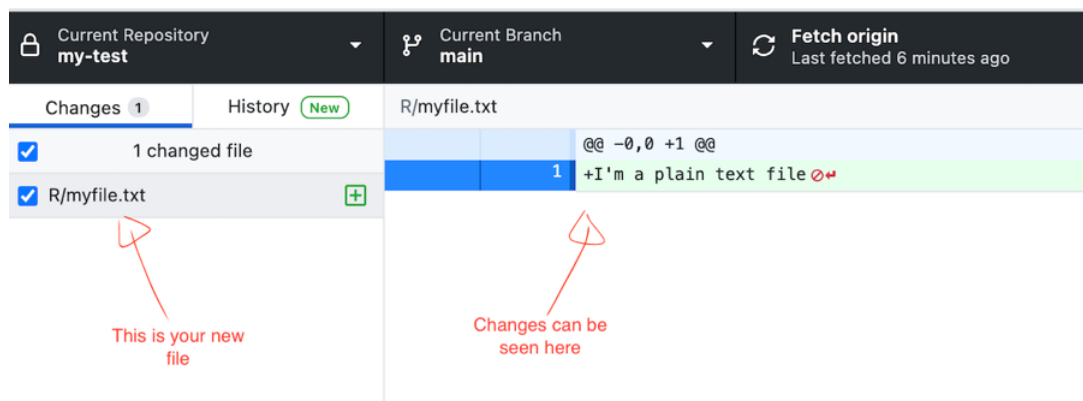 Current Repository
my-test
Current Branch
main
Fetch origin
Last fetched 6 minutes ago
Changes 1
History New
R/myfile.txt
1 changed file
@@ -0,0 +1 @@
R/myfile.txt
1 +I'm a plain text file
This is your new
file
Changes can be
seen here